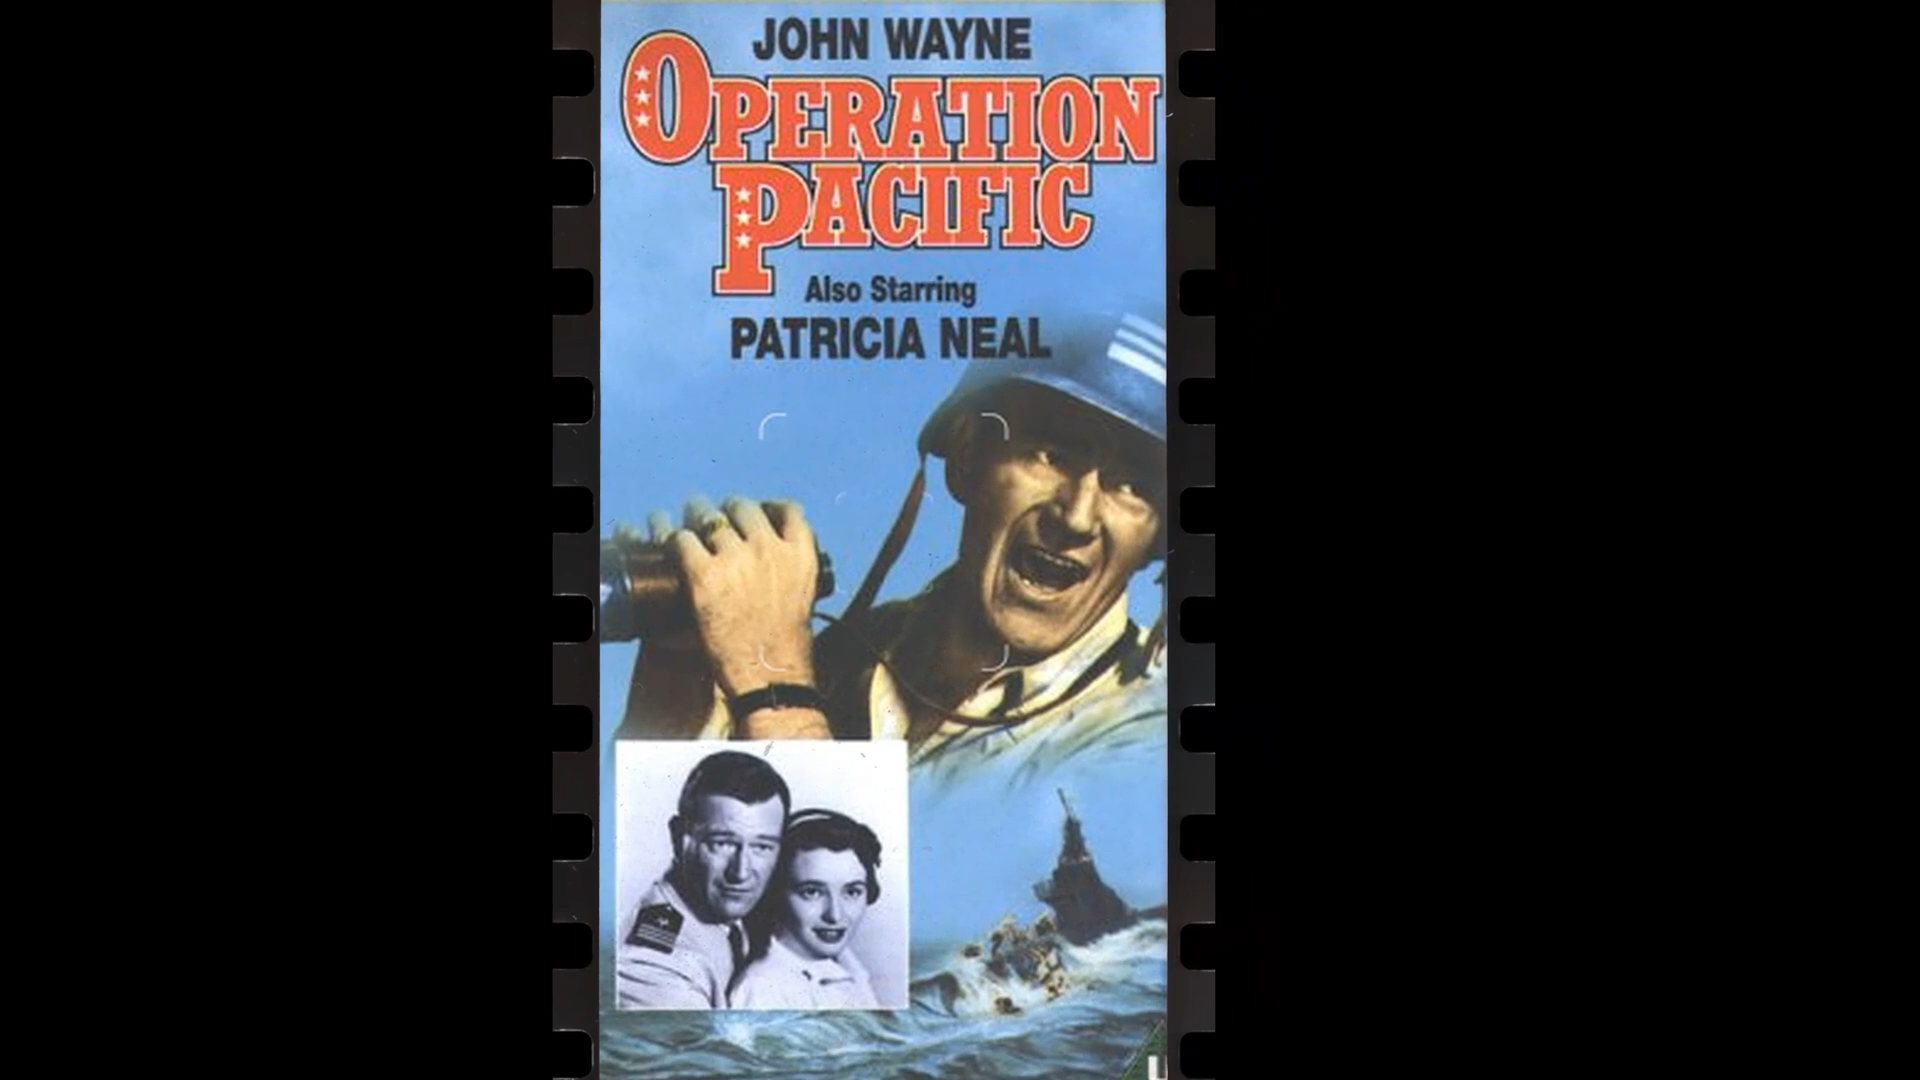 JOHN WAYNE
OPERATION
PACIFIC
Also Starring
PATRICIA NEAL